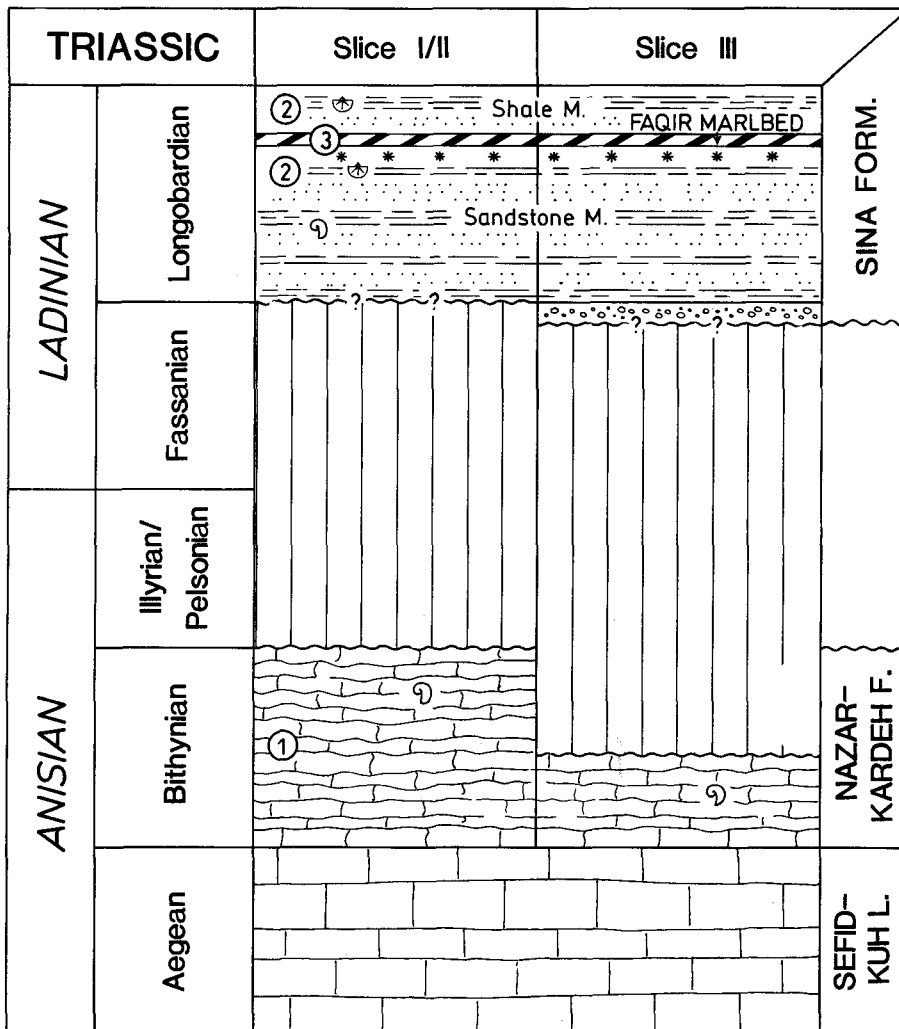 TRIASSIC
Slice I/II
Slice III
LADINIAN
Longobardian
Fassanian
ANISIAN
Illyrian/
Pelsonian
Bithynian
Aegean
2
Shale M.
3
FAQIR MARLBED
* * * * * * * * *
2
Sandstone M.
? ?
? ?
1
SINA FORM.
NAZAR-
KARDEH F.
SEFID-
KUH L.